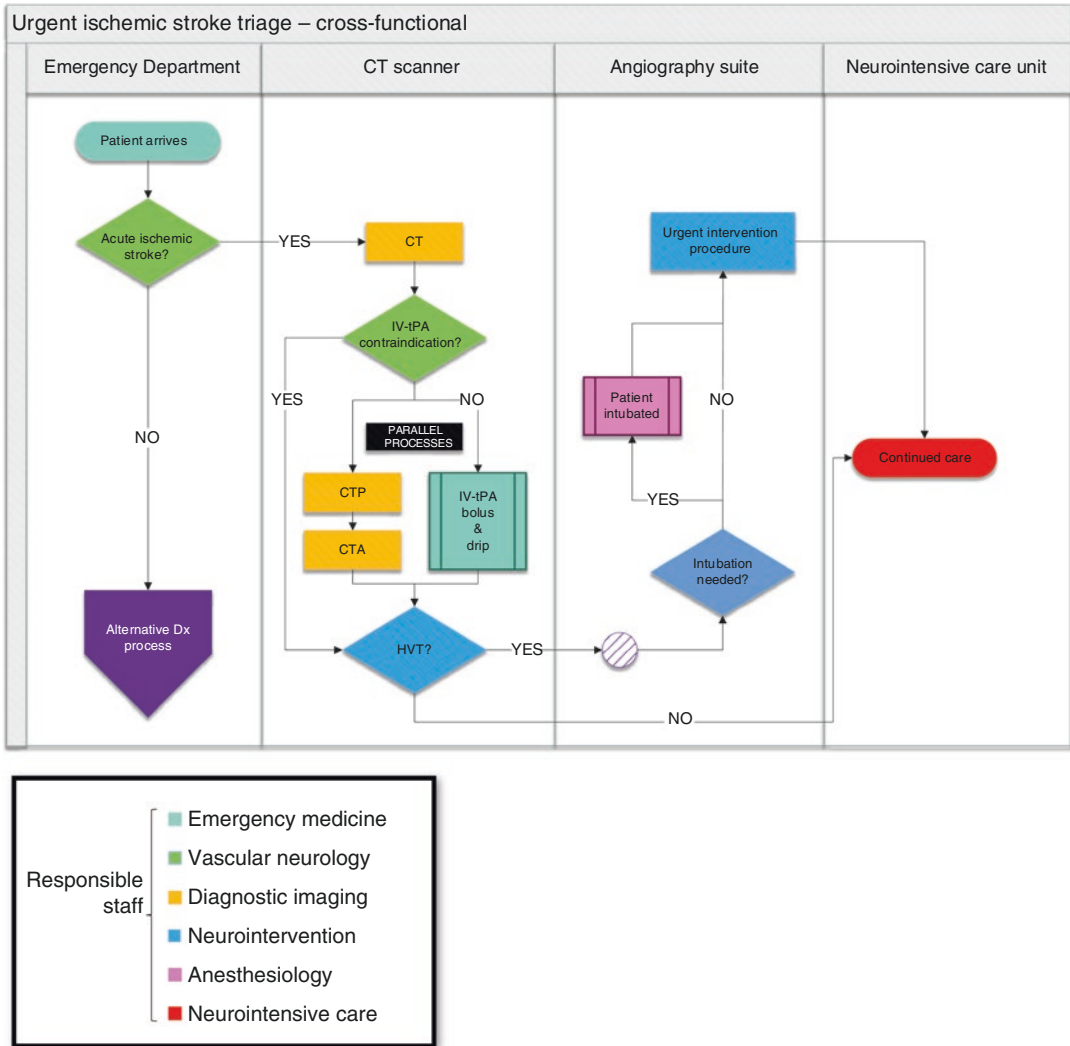 Urgent ischemic stroke triage – cross-functional
Emergency Department
CT scanner
Angiography suite
Neurointensive care unit
Patient arrives
Acute ischemic
stroke?
YES
NO
Alternative Dx
process
CT
IV-tPA
contraindication?
YES
NO
PARALLEL
PROCESSES
CTP
CTA
IV-tPA
bolus
&
drip
HVT?
YES
NO
Urgent intervention
procedure
Patient
intubated
NO
YES
Intubation
needed?
Continued care
Responsible
staff
Emergency medicine
Vascular neurology
Diagnostic imaging
Neurointervention
Anesthesiology
Neurointensive care